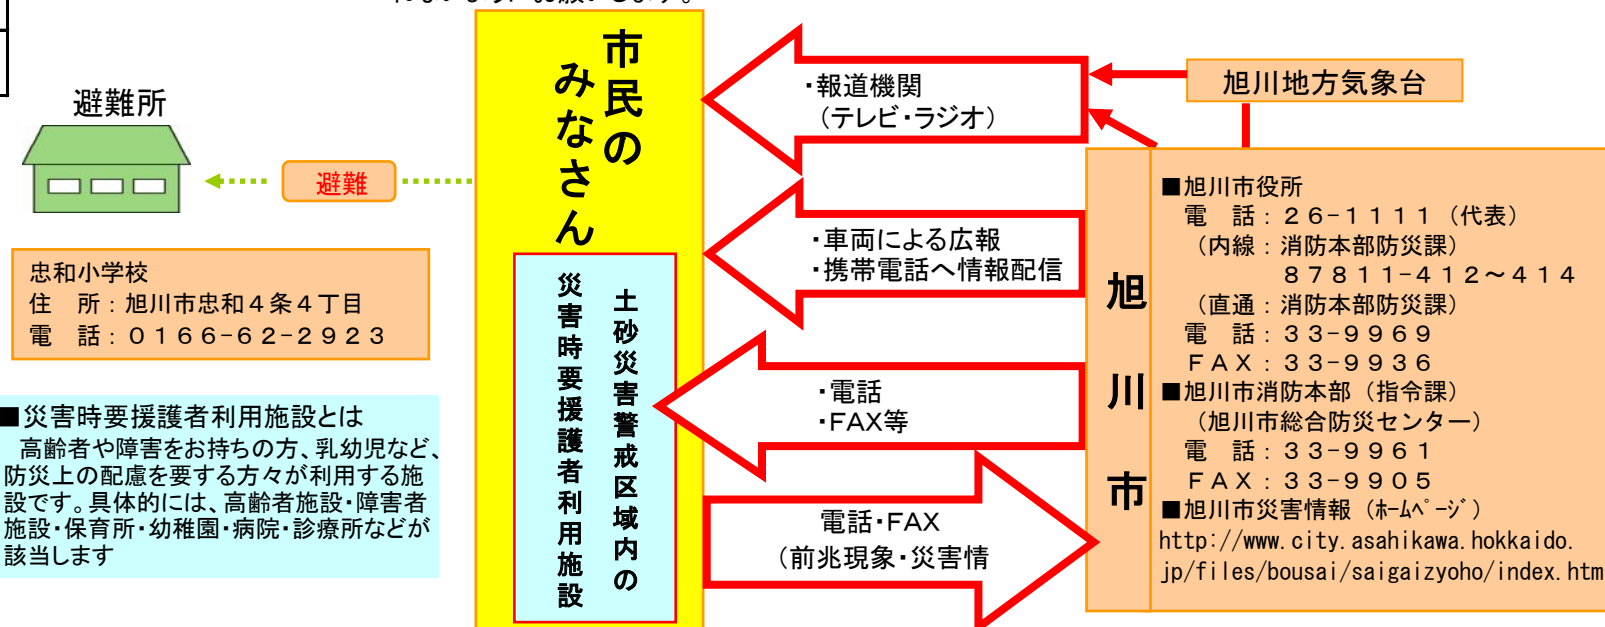 避難所
避難
忠和小学校
住　所：旭川市忠和４条４丁目
電　話：０１６６-６２-２９２３
■災害時要援護者利用施設とは
高齢者や障害をお持ちの方、乳幼児など、
防災上の配慮を要する方々が利用する施
設です。具体的には、高齢者施設・障害者
施設・保育所・幼稚園・病院・診療所などが
該当します
市民の
みなさん
土砂災害警戒区域内の
災害時要援護者利用施設
・報道機関
（テレビ・ラジオ）
・車両による広報
・携帯電話へ情報配信
・電話
・FAX等
電話・FAX
（前兆現象・災害情
旭川地方気象台
旭川市
■旭川市役所
電　話：２６-１１１１（代表）
（内線：消防本部防災課）
８７８１１-４１２～４１４
（直通：消防本部防災課）
電　話：３３-９９６９
ＦＡＸ：３３-９９３６
■旭川市消防本部（指令課）
（旭川市総合防災センター）
電　話：３３-９９６１
ＦＡＸ：３３-９９０５
■旭川市災害情報（ﾎｰﾑﾍﾟｰｼﾞ）
http://www.city.asahikawa.hokkaido.
jp/files/bousai/saigaizyoho/index.htm